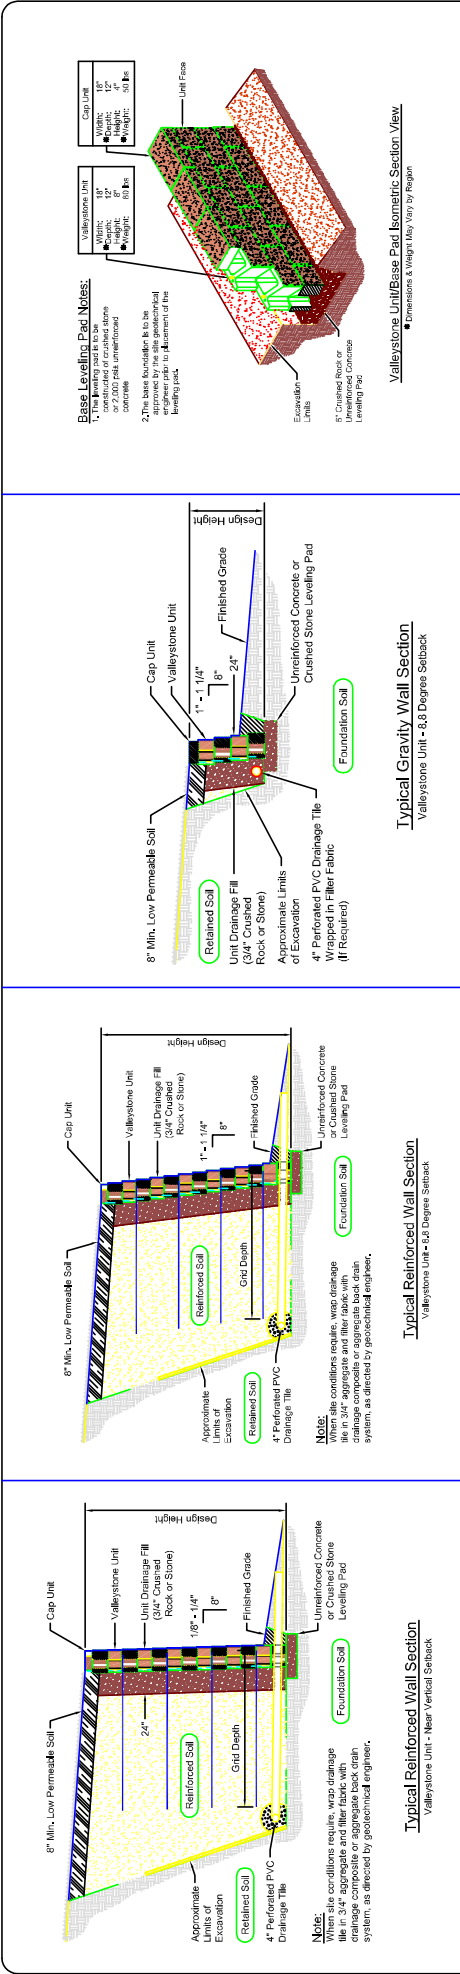 8" Min. Low Permeable Soil
Cap Unit
Valleystone Unit
Unit Drainage Fill
(3/4" Crushed
Rock or Stone)
Design Height
24"
1/8" - 1/4"
8"
Reinforced Soil
Grid Depth
Finished Grade
Approximate
Limits of
Excavation
Retained Soil
4" Perforated PVC
Drainage Tile
Unreinforced Concrete
or Crushed Stone
Leveling Pad
Foundation Soil
Note:
When site conditions require, wrap drainage
tile in 3/4" aggregate and filter fabric with
drainage composite or aggregate back drain
system, as directed by geotechnical engineer.
Typical Reinforced Wall Section
Valleystone Unit - Near Vertical Setback
8" Min. Low Permeable Soil
Cap Unit
Valleystone Unit
Unit Drainage Fill
(3/4" Crushed
Rock or Stone)
Design Height
1" - 1 1/4"
8"
Reinforced Soil
Grid Depth
Finished Grade
Approximate
Limits of
Excavation
Retained Soil
4" Perforated PVC
Drainage Tile
Unreinforced Concrete
or Crushed Stone
Leveling Pad
Foundation Soil
Note:
When site conditions require, wrap drainage
tile in 3/4" aggregate and filter fabric with
drainage composite or aggregate back drain
system, as directed by geotechnical engineer.
Typical Reinforced Wall Section
Valleystone Unit - 8.8 Degree Setback
8" Min. Low Permeable Soil
Cap Unit
Valleystone Unit
Design Height
1" - 1 1/4"
8"
24"
Finished Grade
Retained Soil
Unit Drainage Fill
(3/4" Crushed
Rock or Stone)
Approximate Limits
of Excavation
4" Perforated PVC Drainage Tile
Wrapped in Filter Fabric
(If Required)
Unreinforced Concrete or
Crushed Stone Leveling Pad
Foundation Soil
Typical Gravity Wall Section
Valleystone Unit - 8.8 Degree Setback
Base Leveling Pad Notes:
1. The leveling pad is to be
constructed of crushed stone
or 2,000 psi± unreinforced
concrete
2. The base foundation is to be
approved by the site geotechnical
engineer prior to placement of the
leveling pad.
Valleystone Unit
Width: 18"
*Depth: 12"
Height: 8"
*Weight: 80 lbs
Cap Unit
Width: 18"
*Depth: 12"
Height: 4"
*Weight: 50 lbs
Unit Face
Excavation
Limits
6" Crushed Rock or
Unreinforced Concrete
Leveling Pad
Valleystone Unit/Base Pad Isometric Section View
* Dimensions & Weight May Vary by Region